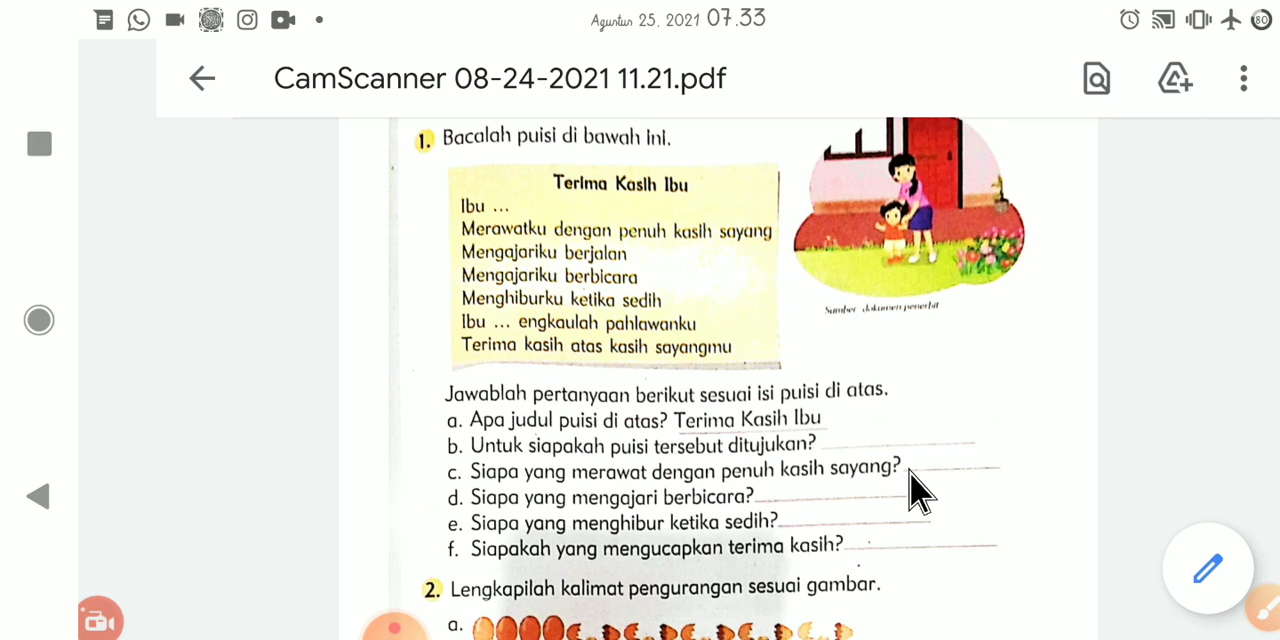 Agustus 25, 2021 07.33
80
CamScanner 08-24-2021 11.21.pdf
1. Bacalah puisi di bawah ini.
Terima Kasih Ibu
Ibu ...
Merawatku dengan penuh kasih sayang
Mengajariku berjalan
Mengajariku berbicara
Menghiburku ketika sedih
Ibu ... engkaulah pahlawanku
Terima kasih atas kasih sayangmu
Sumber dokumen penerbit
Jawablah pertanyaan berikut sesuai isi puisi di atas.
a. Apa judul puisi di atas? Terima Kasih Ibu
b. Untuk siapakah puisi tersebut ditujukan?
c. Siapa yang merawat dengan penuh kasih sayang?
d. Siapa yang mengajari berbicara?
e. Siapa yang menghibur ketika sedih?
f. Siapakah yang mengucapkan terima kasih?
2. Lengkapilah kalimat pengurangan sesuai gambar.
a.